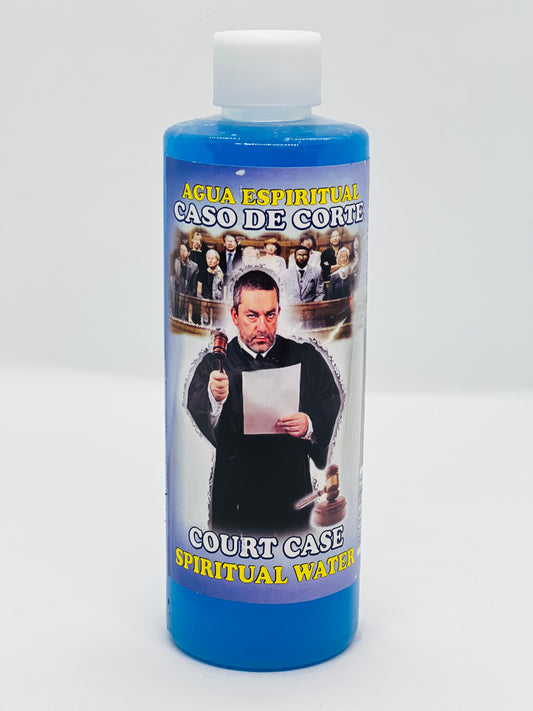 AGUA ESPIRITUAL
CASO DE CORTE
COURT CASE
SPIRITUAL WATER